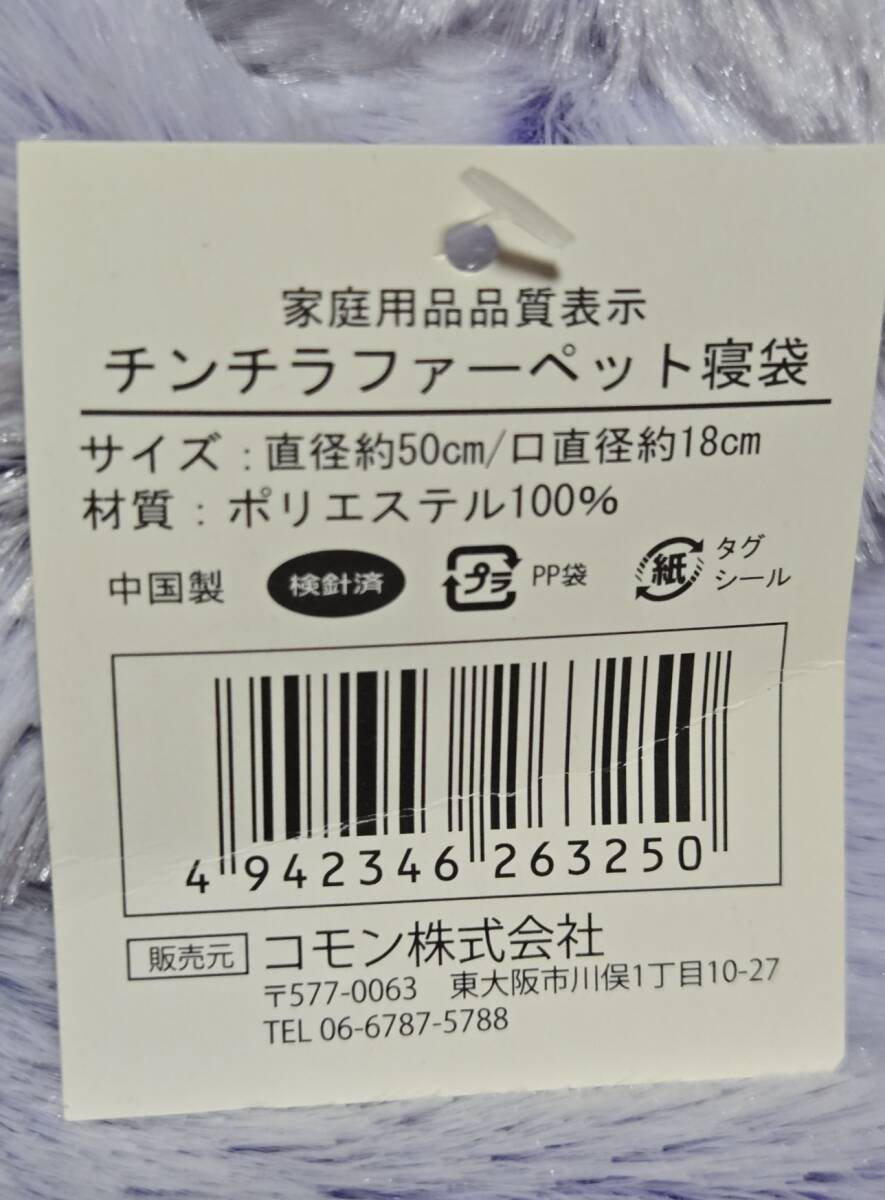 家庭用品品質表示
チンチラファーペット寝袋
サイズ：直径約50cm/口直径約18cm
材質：ポリエステル100%
中国製 検針済 プラ PP袋 紙 タグ
シール
4 942346 263250
販売元 コモン株式会社
〒577-0063 東大阪市川俣1丁目10-27
TEL 06-6787-5788